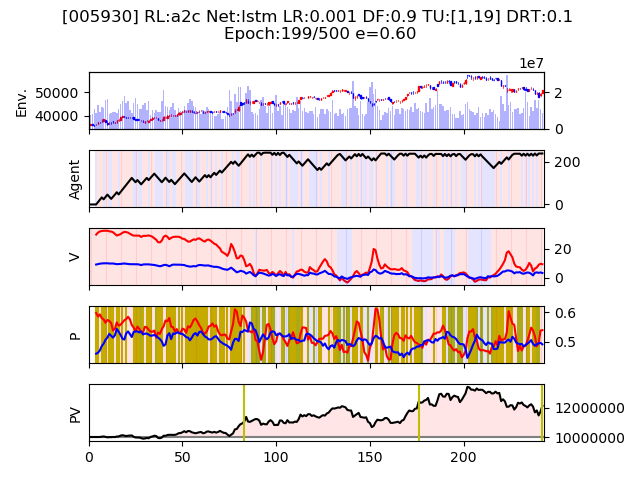 [005930] RL:a2c Net:lstm LR:0.001 DF:0.9 TU:[1,19] DRT:0.1
Epoch:199/500 e=0.60
1e7
Env.
50000
40000
2
0
Agent
200
0
V
20
0
P
0.6
0.5
PV
12000000
10000000
0
50
100
150
200